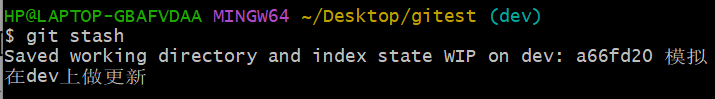 HP@LAPTOP-GBAFVDAA MINGW64 ~/Desktop/gitest (dev)
$ git stash
Saved working directory and index state WIP on dev: a66fd20 模拟
在dev上做更新